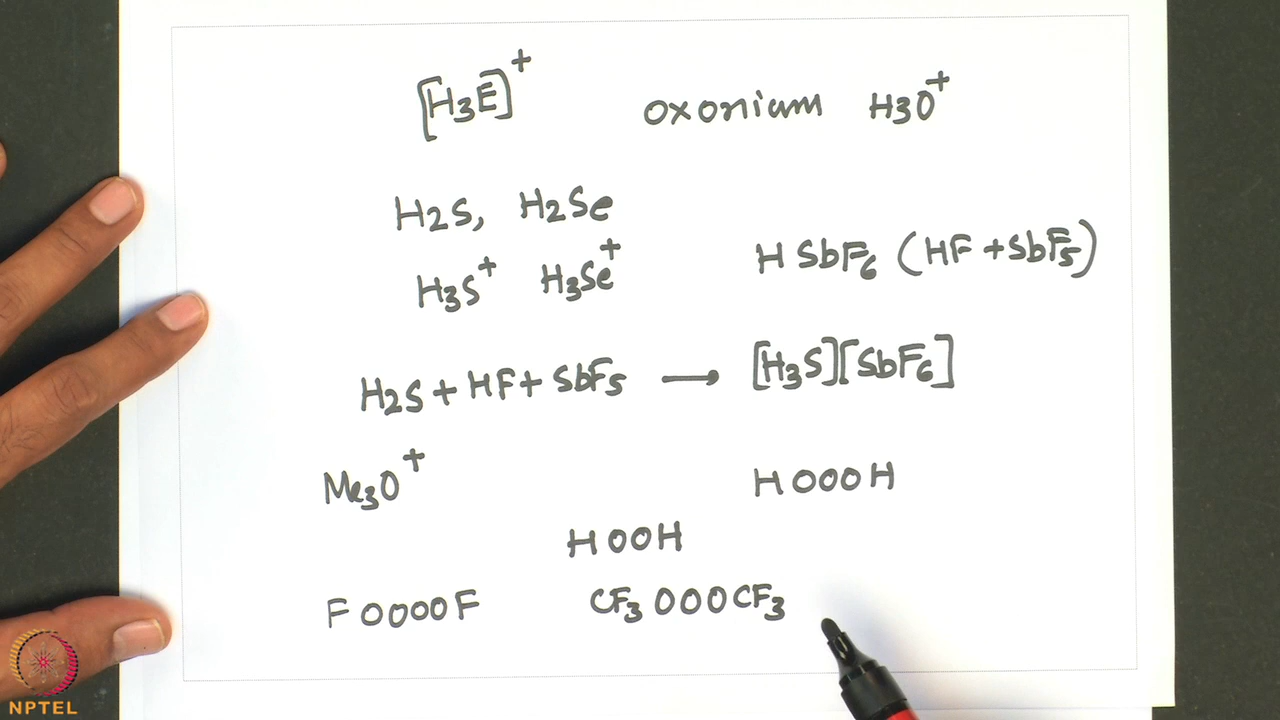 [H3E]+ oxonium H3O+
H2S, H2Se
H3S+ H3Se+ HSbF6 (HF+SbF5)
H2S + HF + SbF5 → [H3S][SbF6]
Me3O+ HOOOH
HOOH
FOOOOF CF3OOOCF3
NPTEL